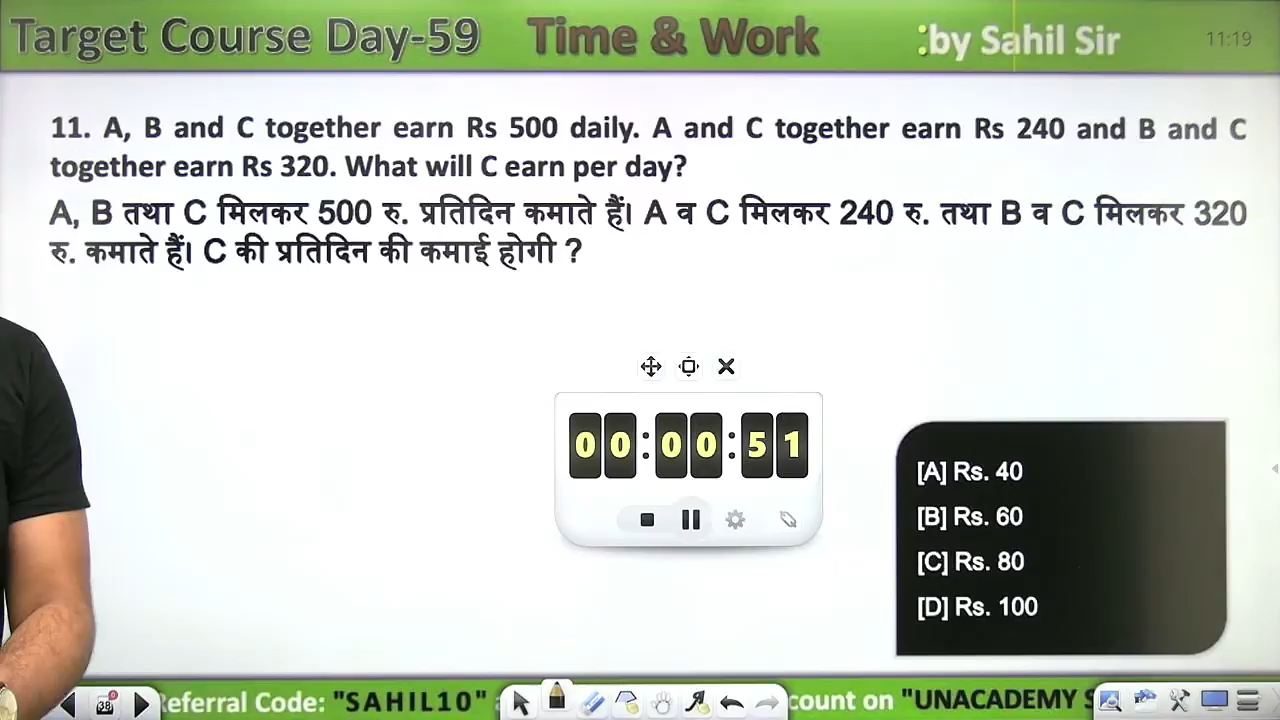 Target Course Day-59 Time & Work :by Sahil Sir 11:19
11. A, B and C together earn Rs 500 daily. A and C together earn Rs 240 and B and C
together earn Rs 320. What will C earn per day?
A, B तथा C मिलकर 500 रु. प्रतिदिन कमाते हैं। A व C मिलकर 240 रु. तथा B व C मिलकर 320
रु. कमाते हैं। C की प्रतिदिन की कमाई होगी ?
00:00:51
[A] Rs. 40
[B] Rs. 60
[C] Rs. 80
[D] Rs. 100
Referral Code: "SAHIL10" count on "UNACADEMY S
38